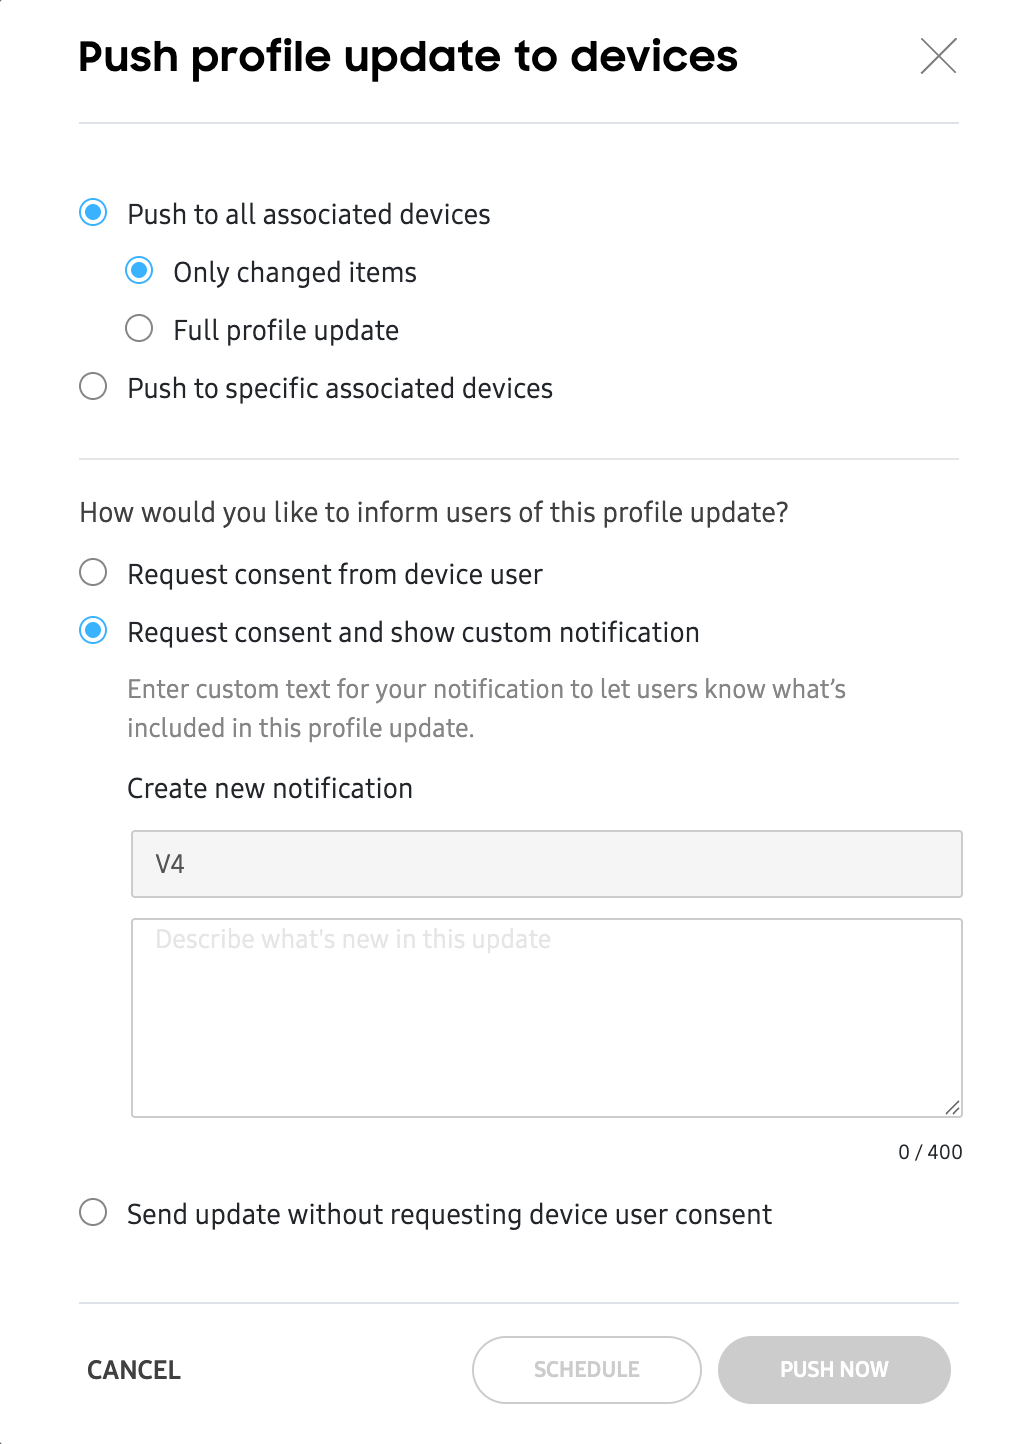 Push profile update to devices
Push to all associated devices
Only changed items
Full profile update
Push to specific associated devices
How would you like to inform users of this profile update?
Request consent from device user
Request consent and show custom notification
Enter custom text for your notification to let users know what’s
included in this profile update.
Create new notification
V4
Describe what's new in this update
0 / 400
Send update without requesting device user consent
CANCEL
SCHEDULE
PUSH NOW